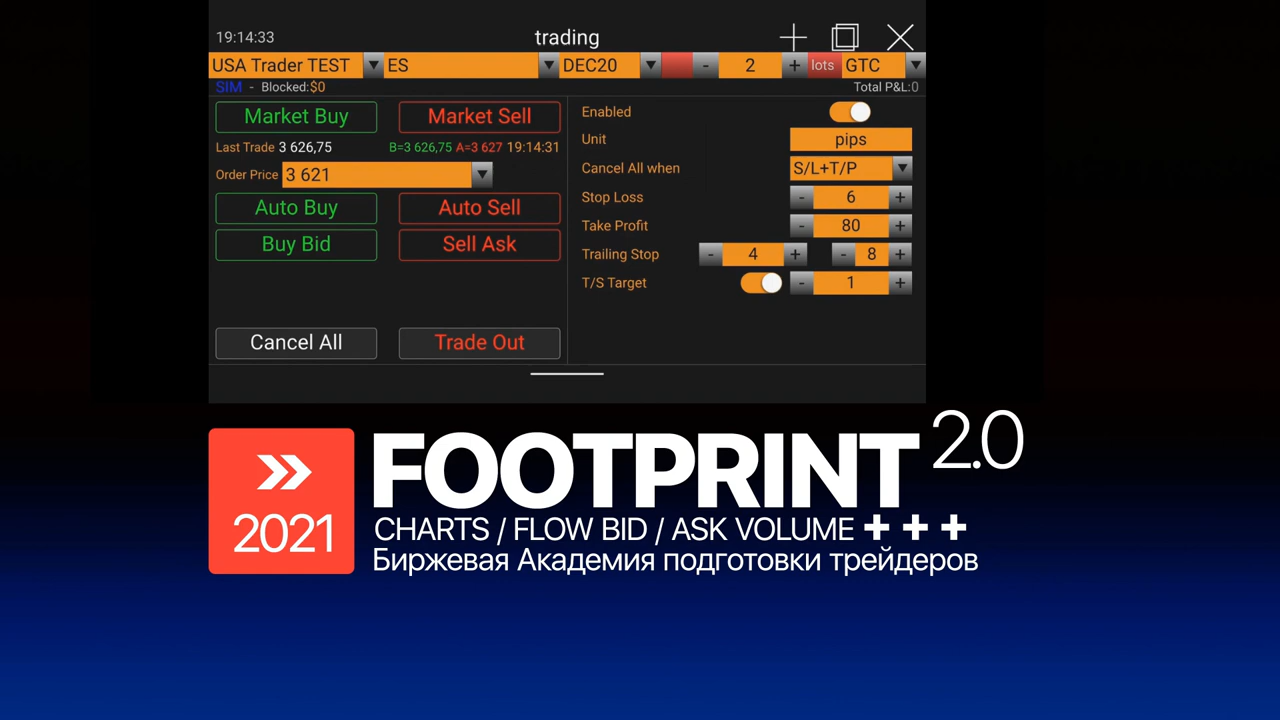 19:14:33 trading
USA Trader TEST ES DEC20 - 2 + lots GTC
SIM - Blocked:$0 Total P&L:0
Market Buy Market Sell
Last Trade 3 626,75 B=3 626,75 A=3 627 19:14:31
Order Price 3 621
Auto Buy Auto Sell
Buy Bid Sell Ask
Cancel All Trade Out
Enabled
Unit pips
Cancel All when S/L+T/P
Stop Loss - 6 +
Take Profit - 80 +
Trailing Stop - 4 + - 8 +
T/S Target - 1 +
» 2021
FOOTPRINT 2.0
CHARTS / FLOW BID / ASK VOLUME + + +
Биржевая Академия подготовки трейдеров